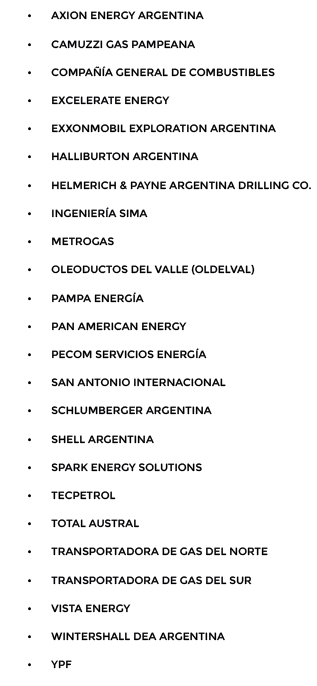 • AXION ENERGY ARGENTINA
• CAMUZZI GAS PAMPEANA
• COMPAÑÍA GENERAL DE COMBUSTIBLES
• EXCELERATE ENERGY
• EXXONMOBIL EXPLORATION ARGENTINA
• HALLIBURTON ARGENTINA
• HELMERICH & PAYNE ARGENTINA DRILLING CO.
• INGENIERÍA SIMA
• METROGAS
• OLEODUCTOS DEL VALLE (OLDELVAL)
• PAMPA ENERGÍA
• PAN AMERICAN ENERGY
• PECOM SERVICIOS ENERGÍA
• SAN ANTONIO INTERNACIONAL
• SCHLUMBERGER ARGENTINA
• SHELL ARGENTINA
• SPARK ENERGY SOLUTIONS
• TECPETROL
• TOTAL AUSTRAL
• TRANSPORTADORA DE GAS DEL NORTE
• TRANSPORTADORA DE GAS DEL SUR
• VISTA ENERGY
• WINTERSHALL DEA ARGENTINA
• YPF